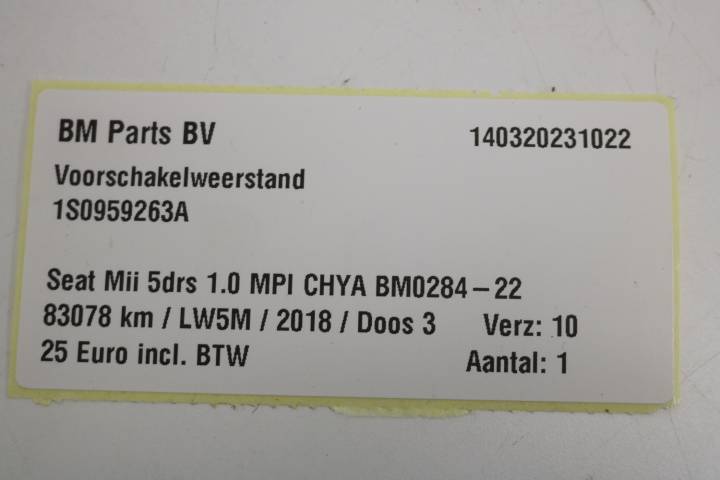 BM Parts BV 140320231022
Voorschakelweerstand
1S0959263A
Seat Mii 5drs 1.0 MPI CHYA BM0284-22
83078 km / LW5M / 2018 / Doos 3 Verz: 10
25 Euro incl. BTW Aantal: 1